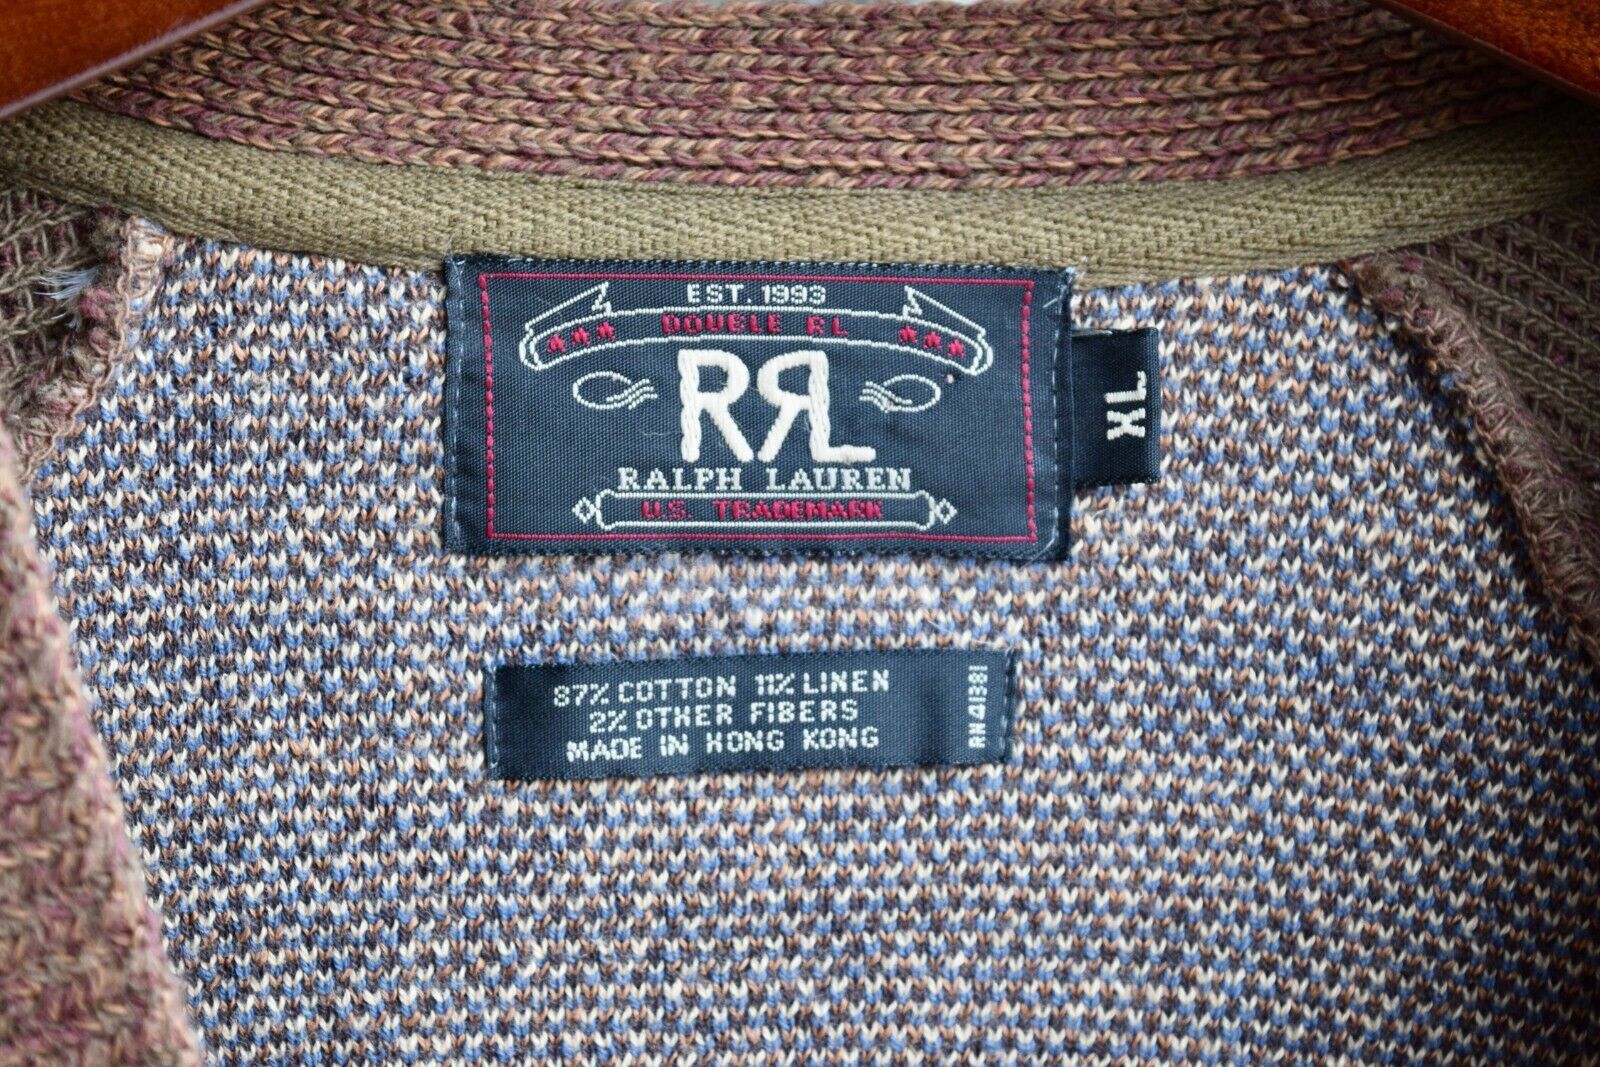 EST. 1993
DOUBLE RL
RRL
RALPH LAUREN
U.S. TRADEMARK
XL
87% COTTON 11% LINEN
2% OTHER FIBERS
MADE IN HONG KONG
RN 41381